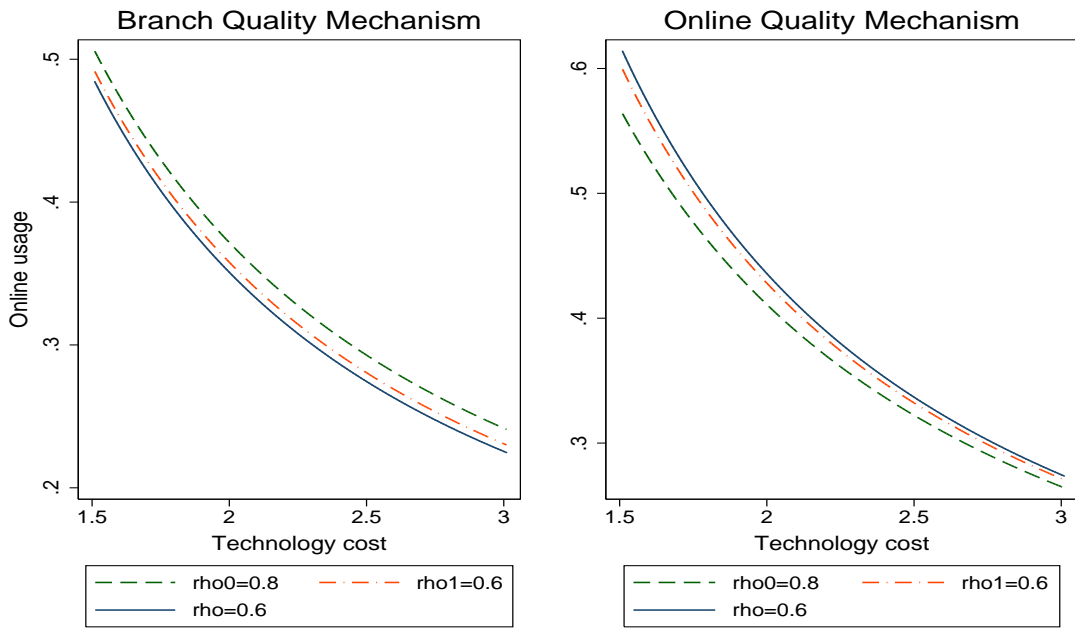 Branch Quality Mechanism
Online Quality Mechanism
Online usage
.5
.4
.3
.2
1.5
2
2.5
3
Technology cost
rho0=0.8
rho1=0.6
rho=0.6
.6
.5
.4
.3
1.5
2
2.5
3
Technology cost
rho0=0.8
rho1=0.6
rho=0.6